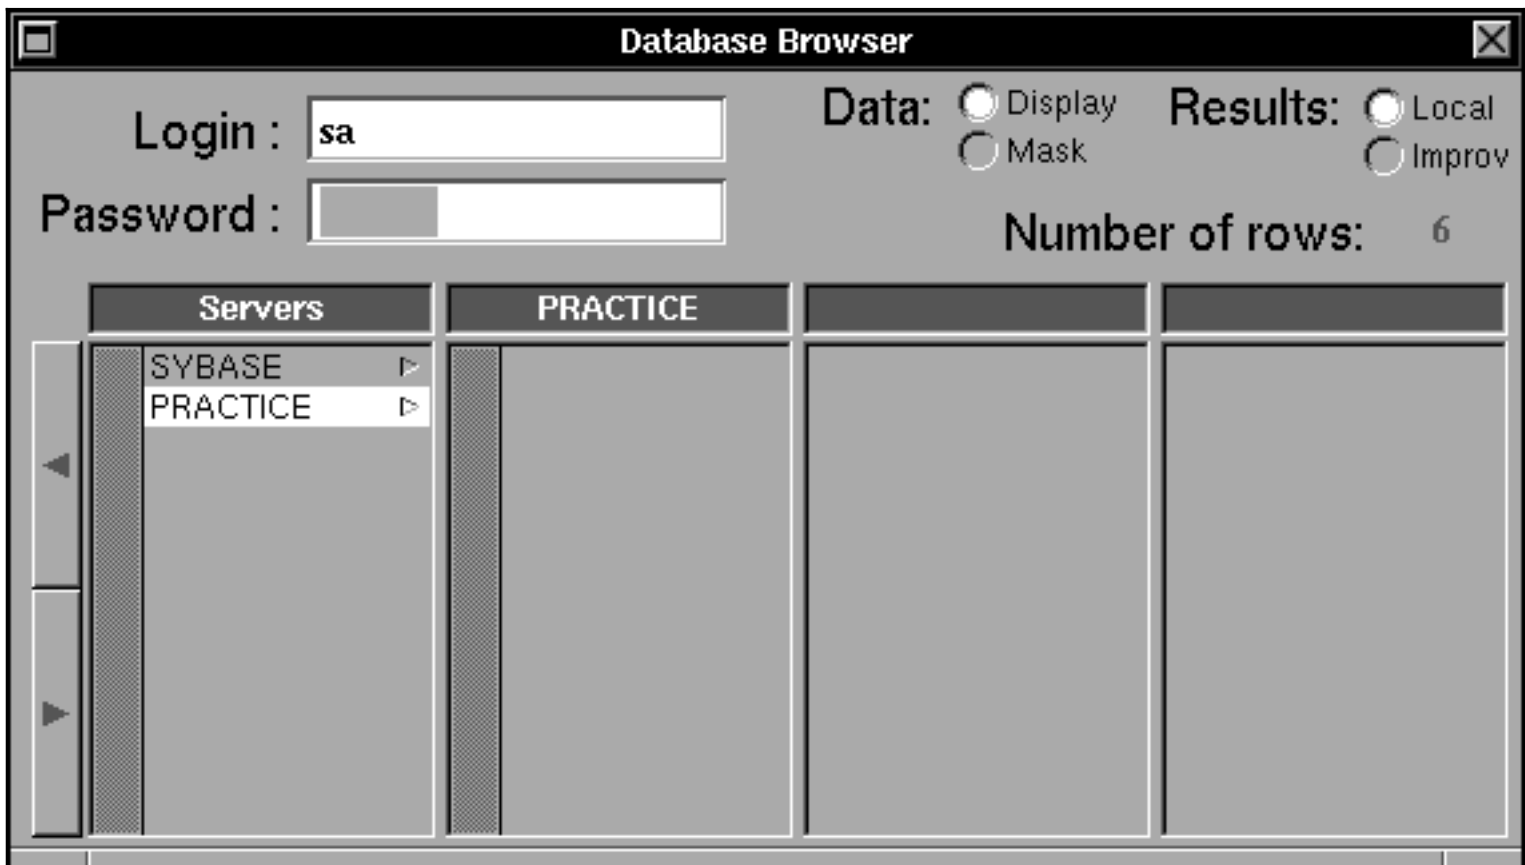 Database Browser
Login : sa
Password :
Data: Display
Mask
Results: Local
Improv
Number of rows: 6
Servers PRACTICE
SYBASE
PRACTICE